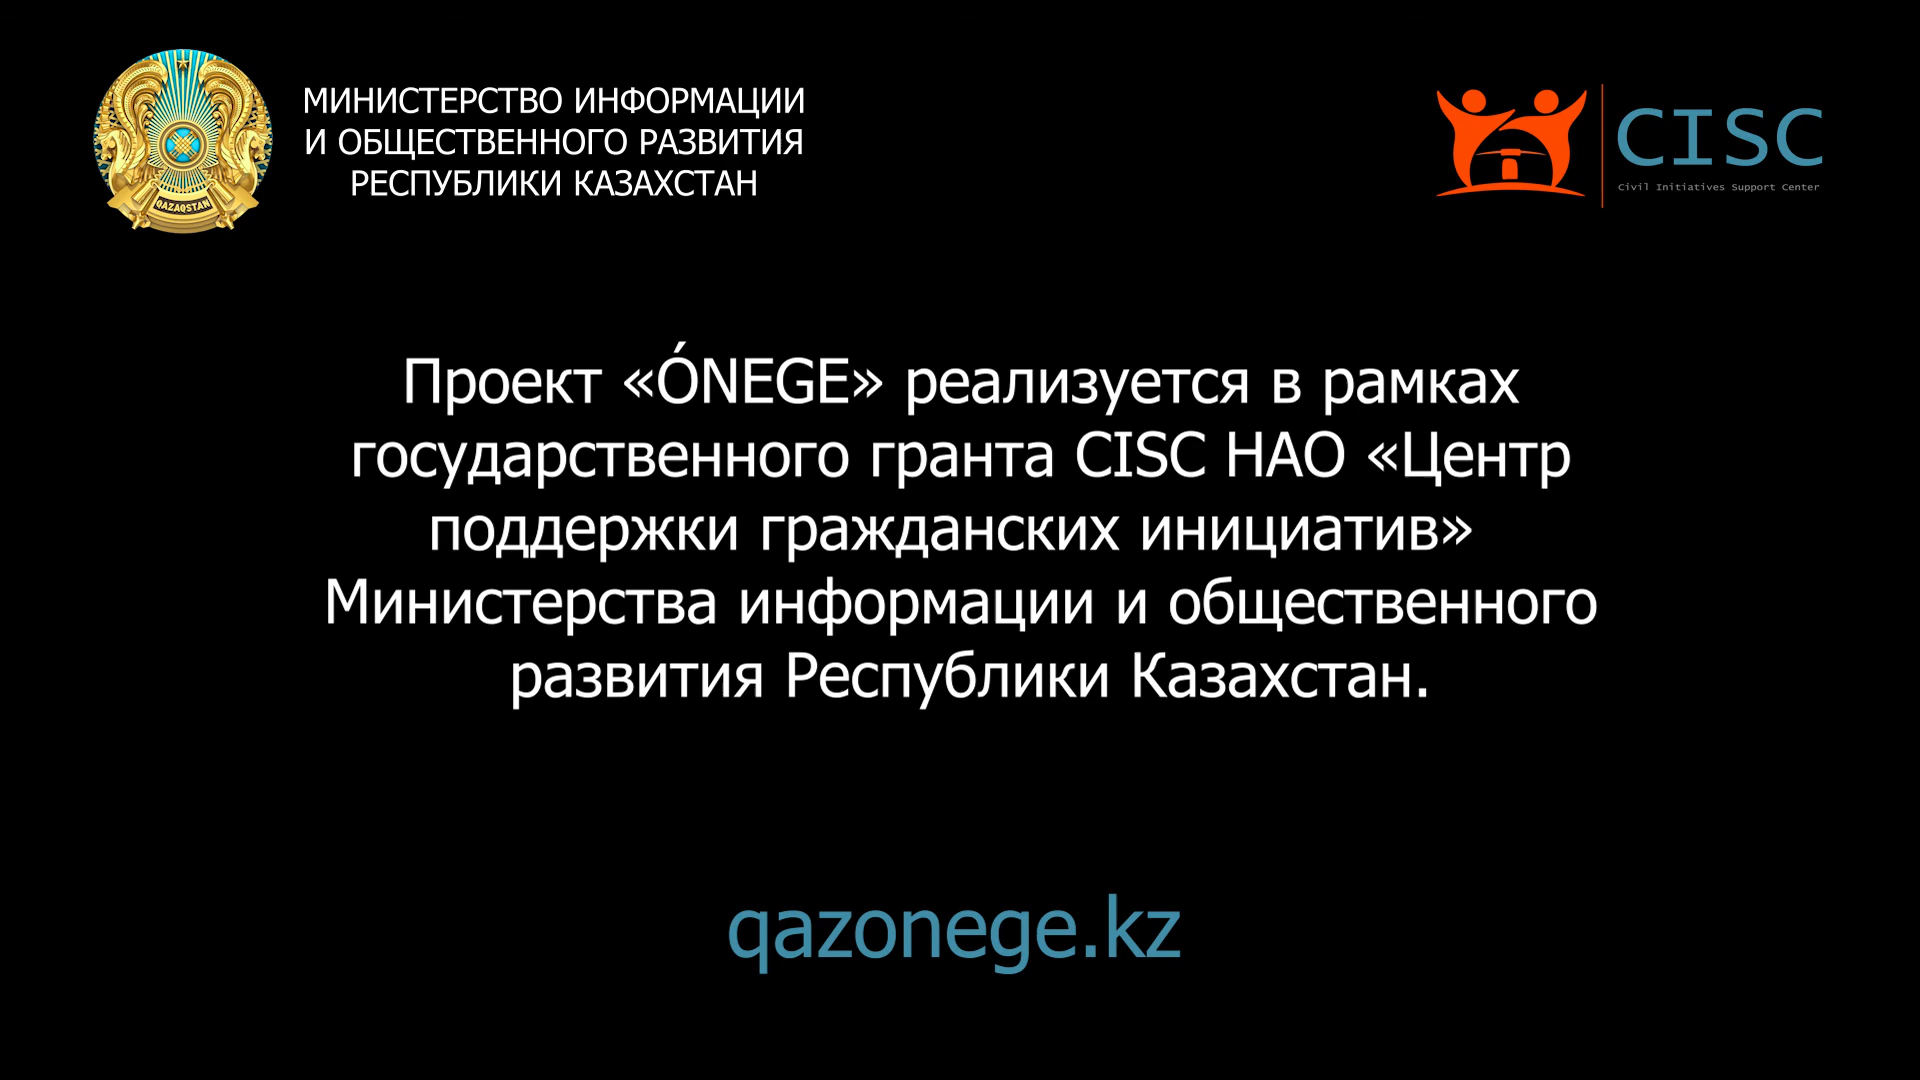 МИНИСТЕРСТВО ИНФОРМАЦИИ
И ОБЩЕСТВЕННОГО РАЗВИТИЯ
РЕСПУБЛИКИ КАЗАХСТАН
QAZAQSTAN
CISC
Civil Initiatives Support Center
Проект «ÓNEGE» реализуется в рамках
государственного гранта CISC НАО «Центр
поддержки гражданских инициатив»
Министерства информации и общественного
развития Республики Казахстан.
qazonege.kz